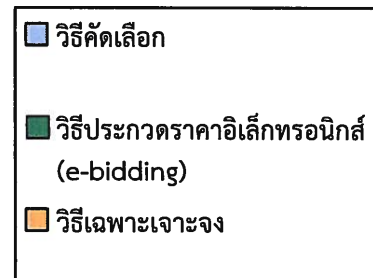 วิธีคัดเลือก
วิธีประกวดราคาอิเล็กทรอนิกส์
(e-bidding)
วิธีเฉพาะเจาะจง